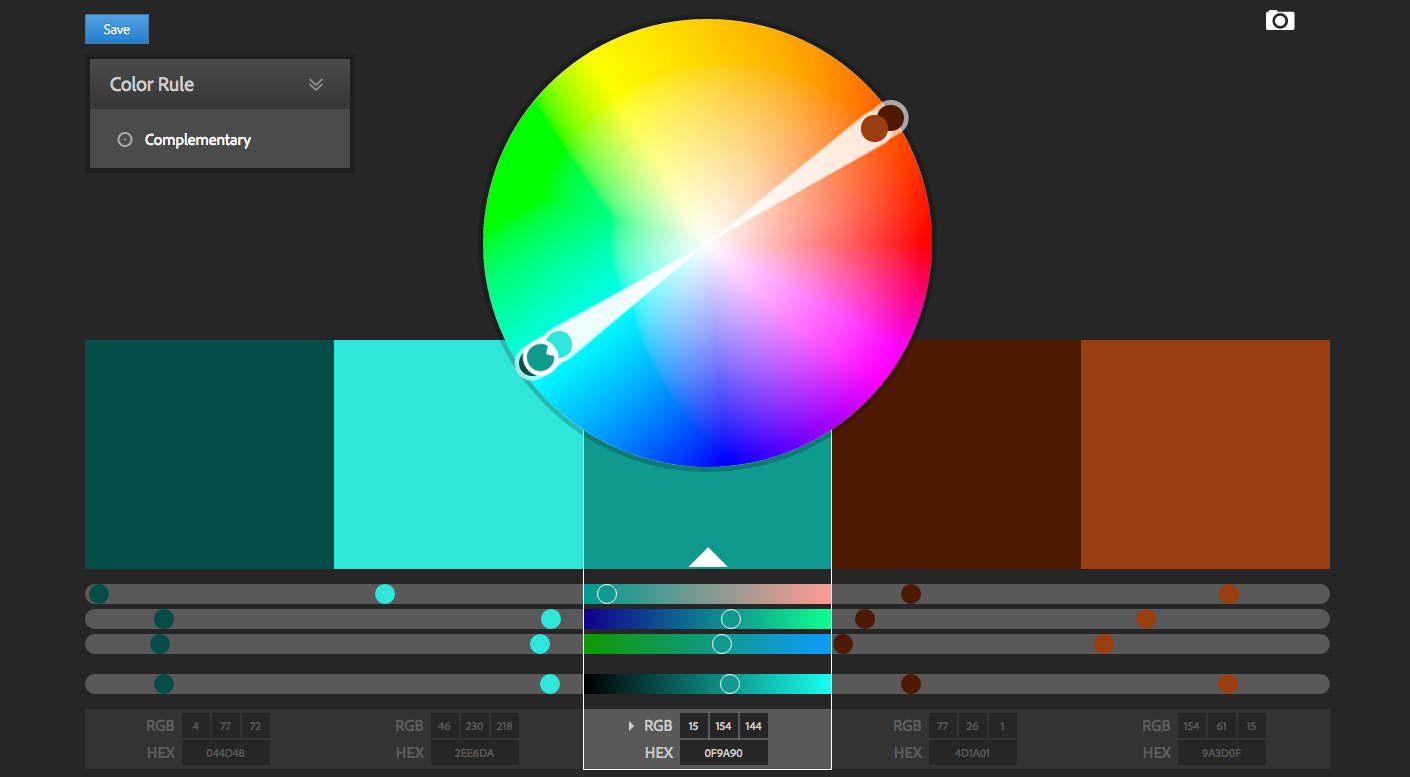 Save
Color Rule
Complementary
RGB 4 77 72
HEX 044D48
RGB 46 230 218
HEX 2EE6DA
RGB 15 154 144
HEX 0F9A90
RGB 77 26 1
HEX 4D1A01
RGB 154 61 15
HEX 9A3D0F